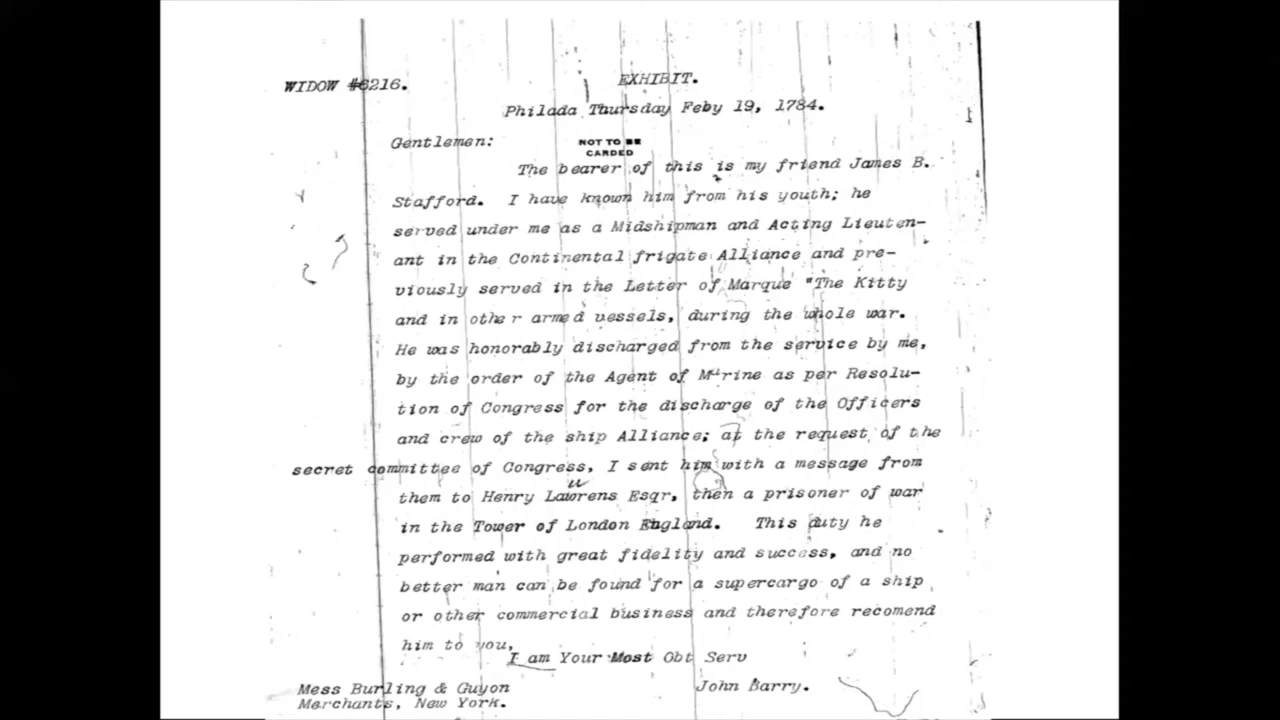 WIDOW #6216.
EXHIBIT.
Philada Thursday Feby 19, 1784.
Gentlemen:
NOT TO BE
CARDED
The bearer of this is my friend James B.
Stafford. I have known him from his youth; he
served under me as a Midshipman and Acting Lieuten-
ant in the Continental frigate Alliance and pre-
viously served in the Letter of Marque "The Kitty
and in other armed vessels, during the whole war.
He was honorably discharged from the service by me,
by the order of the Agent of Marine as per Resolu-
tion of Congress for the discharge of the Officers
and crew of the ship Alliance; at the request of the
secret committee of Congress, I sent him with a message from
them to Henry Lawrens Esqr, then a prisoner of war
in the Tower of London England. This duty he
performed with great fidelity and success, and no
better man can be found for a supercargo of a ship
or other commercial business and therefore recomend
him to you,
I am Your Most Obt Serv
John Barry.
Mess Burling & Guyon
Merchants, New York.